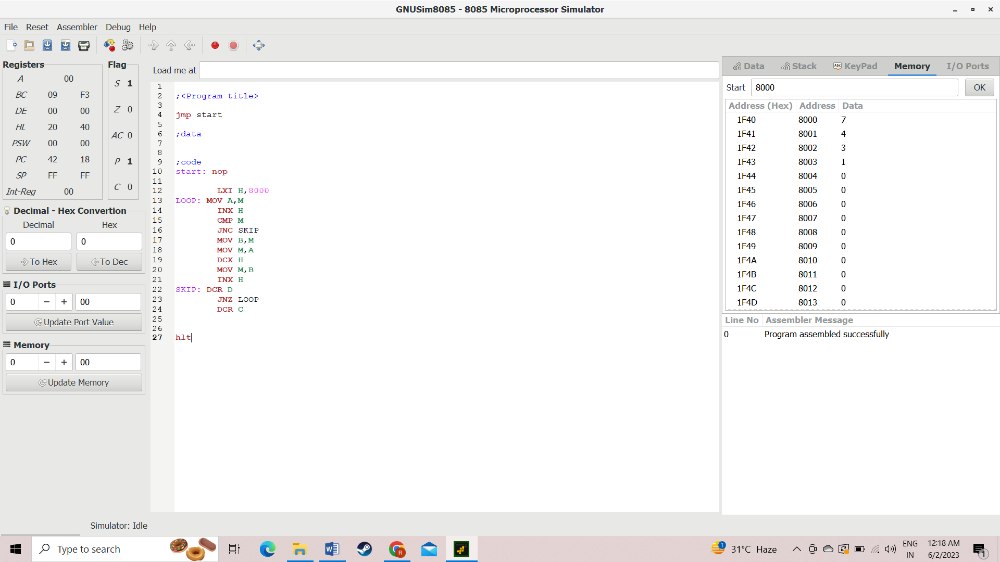 GNUSim8085 - 8085 Microprocessor Simulator
File Reset Assembler Debug Help
Registers
A 00
BC 09 F3
DE 00 00
HL 20 40
PSW 00 00
PC 42 18
SP FF FF
Int-Reg 00
Flag
S 1
Z 0
AC 0
P 1
C 0
Decimal - Hex Convertion
Decimal Hex
0 0
To Hex To Dec
I/O Ports
0 − + 00
Update Port Value
Memory
0 − + 00
Update Memory
Load me at
1
2 ;<Program title>
3
4 jmp start
5
6 ;data
7
8
9 ;code
10 start: nop
11
12 LXI H,8000
13 LOOP: MOV A,M
14 INX H
15 CMP M
16 JNC SKIP
17 MOV B,M
18 MOV M,A
19 DCX H
20 MOV M,B
21 INX H
22 SKIP: DCR D
23 JNZ LOOP
24 DCR C
25
26
27 hlt
Data Stack Abc KeyPad Memory I/O Ports
Start 8000 OK
Address (Hex) Address Data
1F40 8000 7
1F41 8001 4
1F42 8002 3
1F43 8003 1
1F44 8004 0
1F45 8005 0
1F46 8006 0
1F47 8007 0
1F48 8008 0
1F49 8009 0
1F4A 8010 0
1F4B 8011 0
1F4C 8012 0
1F4D 8013 0
Line No Assembler Message
0 Program assembled successfully
Simulator: Idle
Type to search
1 31°C Haze
ENG
IN
12:18 AM
6/2/2023
1